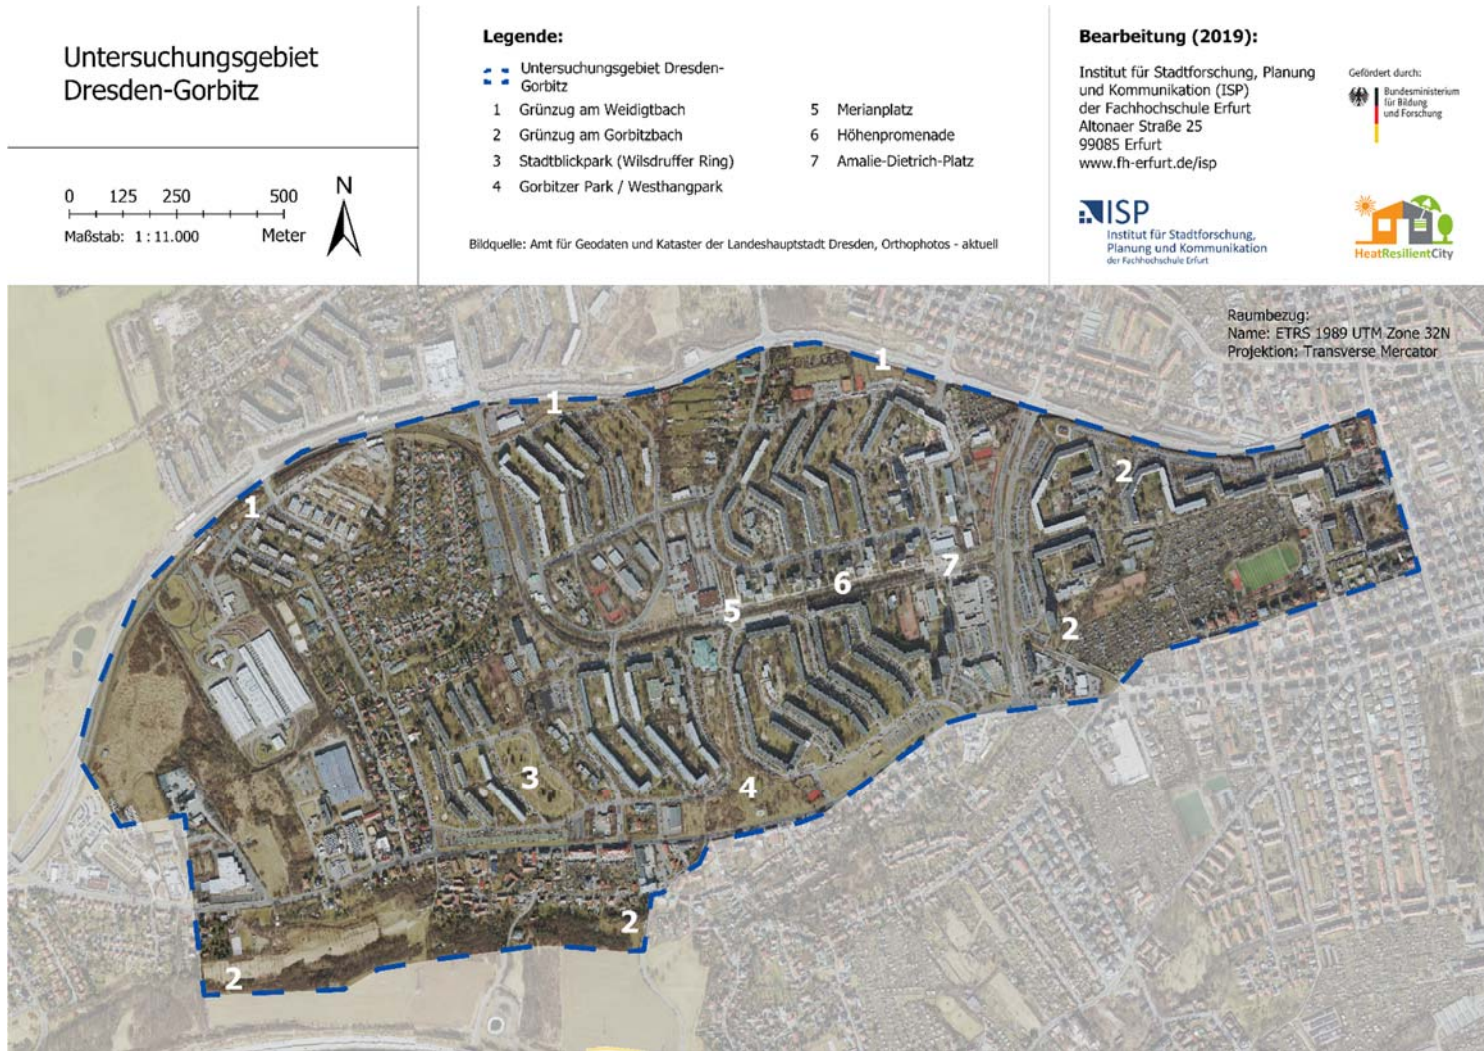 Untersuchungsgebiet
Dresden-Gorbitz
0 125 250 500
Maßstab: 1 : 11.000 Meter
N
Legende:
Untersuchungsgebiet Dresden-
Gorbitz
1 Grünzug am Weidigtbach
2 Grünzug am Gorbitzbach
3 Stadtblickpark (Wilsdruffer Ring)
4 Gorbitzer Park / Westhangpark
5 Merianplatz
6 Höhenpromenade
7 Amalie-Dietrich-Platz
Bildquelle: Amt für Geodaten und Kataster der Landeshauptstadt Dresden, Orthophotos - aktuell
Bearbeitung (2019):
Institut für Stadtforschung, Planung
und Kommunikation (ISP)
der Fachhochschule Erfurt
Altonaer Straße 25
99085 Erfurt
www.fh-erfurt.de/isp
Gefördert durch:
Bundesministerium
für Bildung
und Forschung
ISP
Institut für Stadtforschung,
Planung und Kommunikation
der Fachhochschule Erfurt
HeatResilientCity
Raumbezug:
Name: ETRS 1989 UTM Zone 32N
Projektion: Transverse Mercator
1
1
1
2
7
6
5
2
3
4
2
2